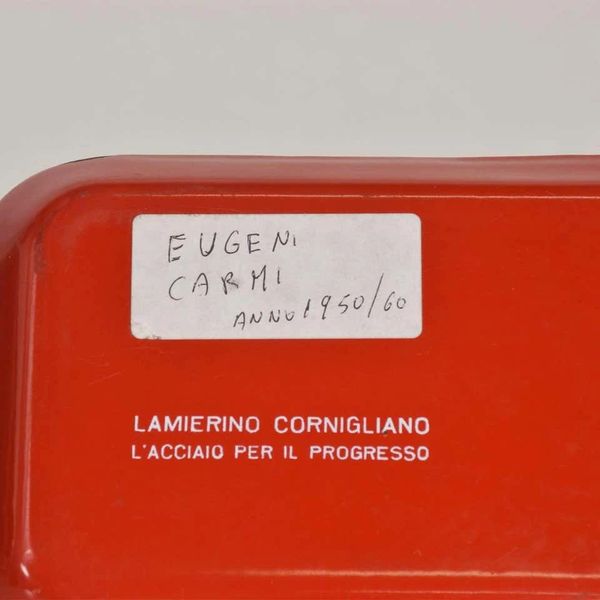 EUGENI
CARMI
ANNO 1950/60
LAMIERINO CORNIGLIANO
L'ACCIAIO PER IL PROGRESSO